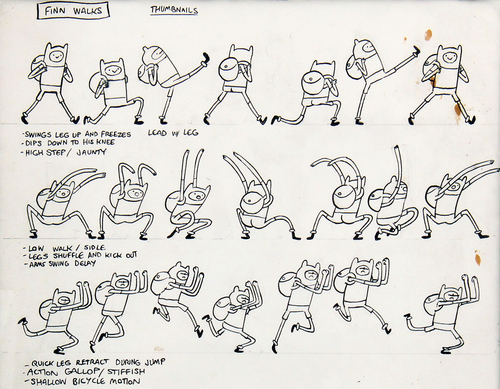 FINN WALKS
THUMBNAILS
- SWINGS LEG UP AND FREEZES
- DIPS DOWN TO HIS KNEE
- HIGH STEP / JAUNTY
LEAD W/ LEG
- LOW WALK / SIDLE
- LEGS SHUFFLE AND KICK OUT
- ARMS SWING DELAY
- QUICK LEG RETRACT DURING JUMP
- ACTION GALLOP / STIFFISH
- SHALLOW BICYCLE MOTION